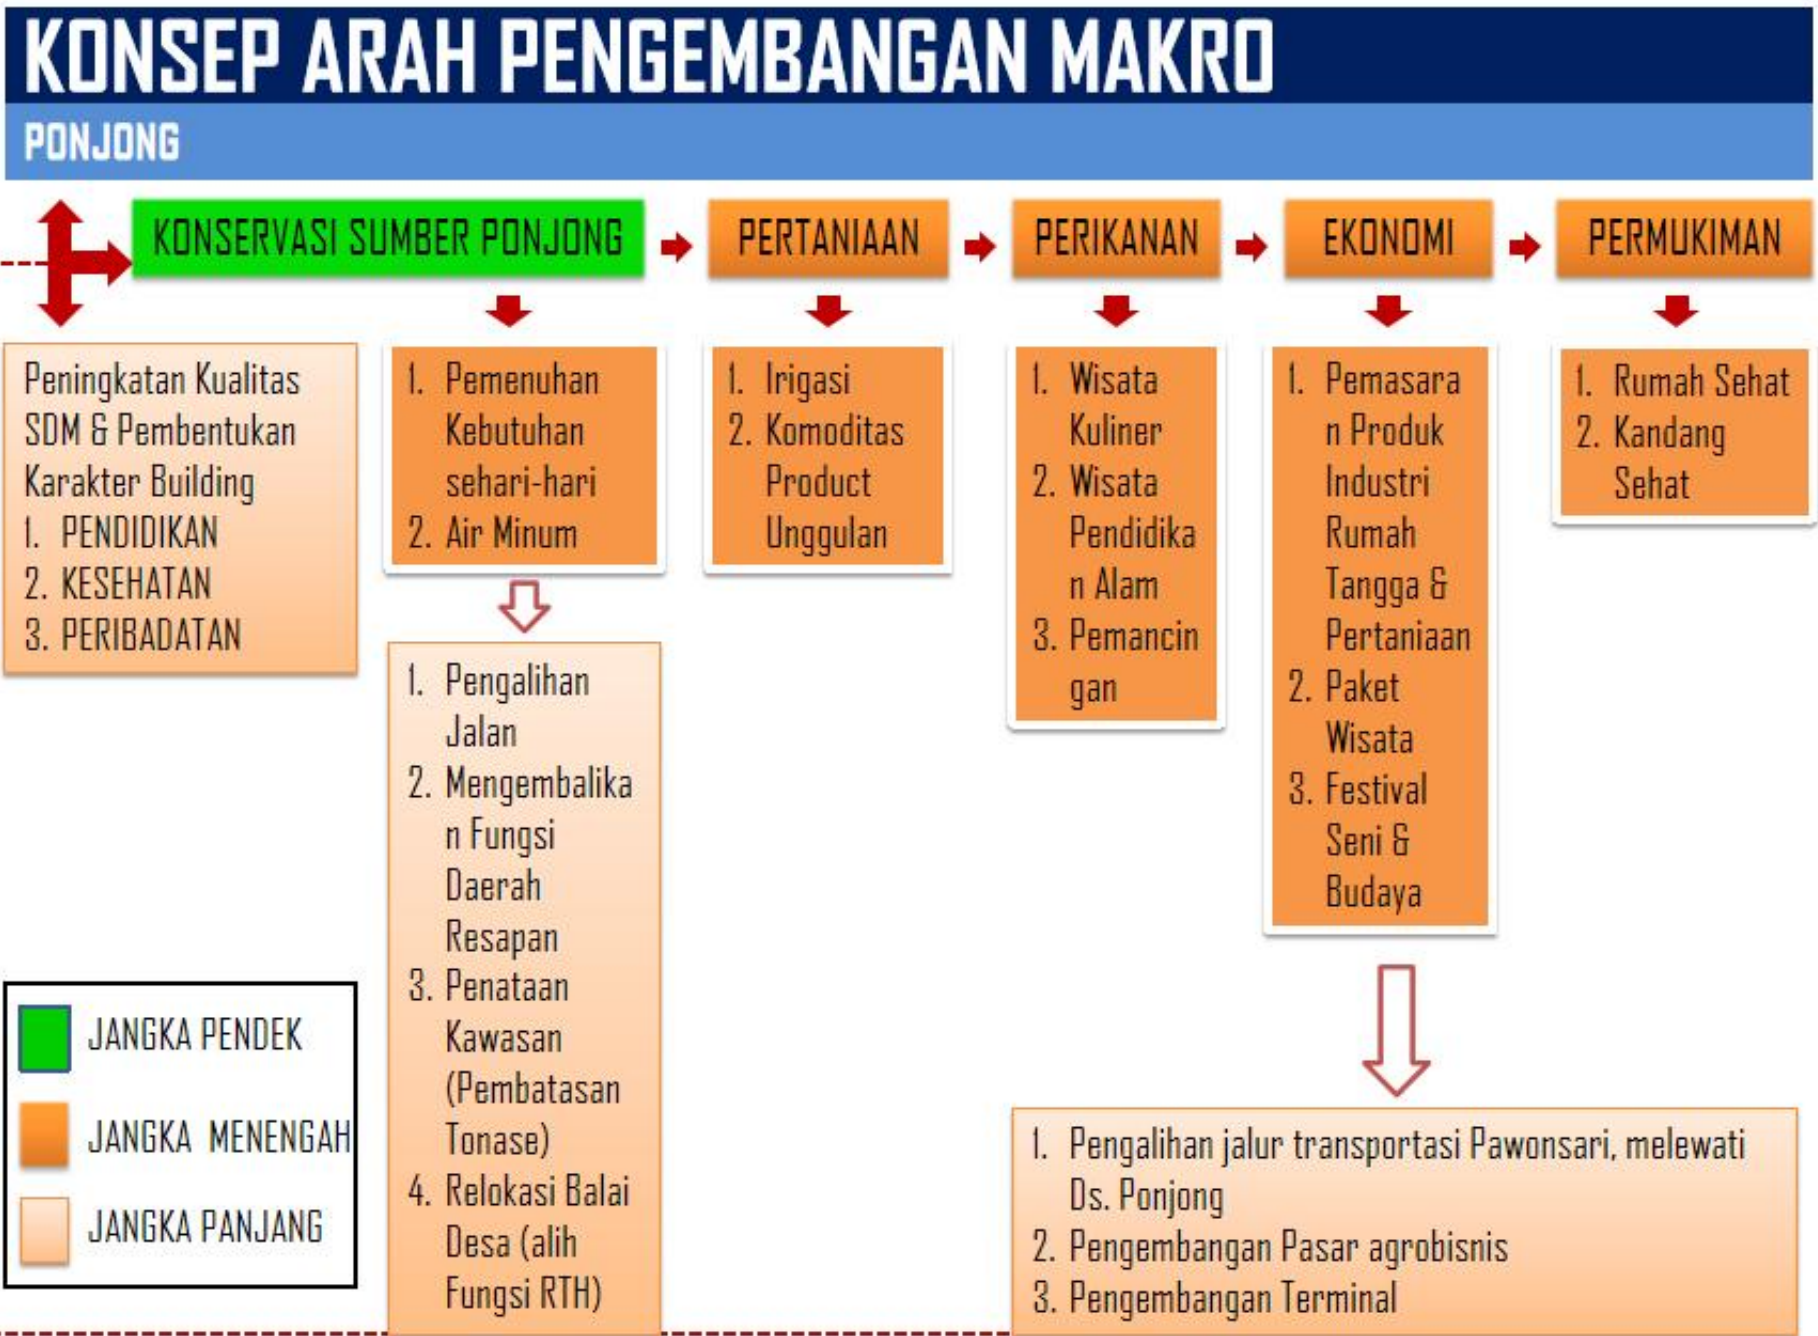 KONSEP ARAH PENGEMBANGAN MAKRO
PONJONG
KONSERVASI SUMBER PONJONG
PERTANIAAN
PERIKANAN
EKONOMI
PERMUKIMAN
Peningkatan Kualitas
SDM & Pembentukan
Karakter Building
1. PENDIDIKAN
2. KESEHATAN
3. PERIBADATAN
1. Pemenuhan
Kebutuhan
sehari-hari
2. Air Minum
1. Irigasi
2. Komoditas
Product
Unggulan
1. Wisata
Kuliner
2. Wisata
Pendidika
n Alam
3. Pemancin
gan
1. Pemasara
n Produk
Industri
Rumah
Tangga &
Pertaniaan
2. Paket
Wisata
3. Festival
Seni &
Budaya
1. Rumah Sehat
2. Kandang
Sehat
1. Pengalihan
Jalan
2. Mengembalika
n Fungsi
Daerah
Resapan
3. Penataan
Kawasan
(Pembatasan
Tonase)
4. Relokasi Balai
Desa (alih
Fungsi RTH)
1. Pengalihan jalur transportasi Pawonsari, melewati
Ds. Ponjong
2. Pengembangan Pasar agrobisnis
3. Pengembangan Terminal
JANGKA PENDEK
JANGKA MENENGAH
JANGKA PANJANG